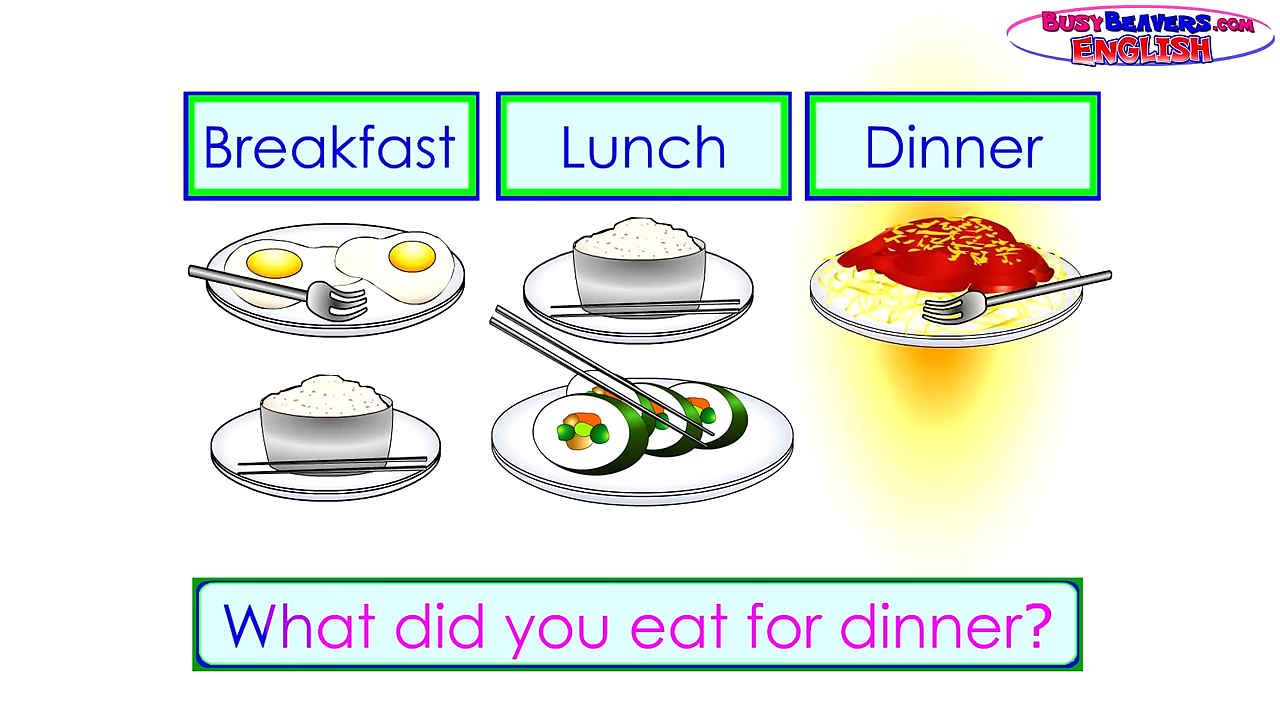 BUSYBEAVERS.COM
ENGLISH
Breakfast Lunch Dinner
What did you eat for dinner?